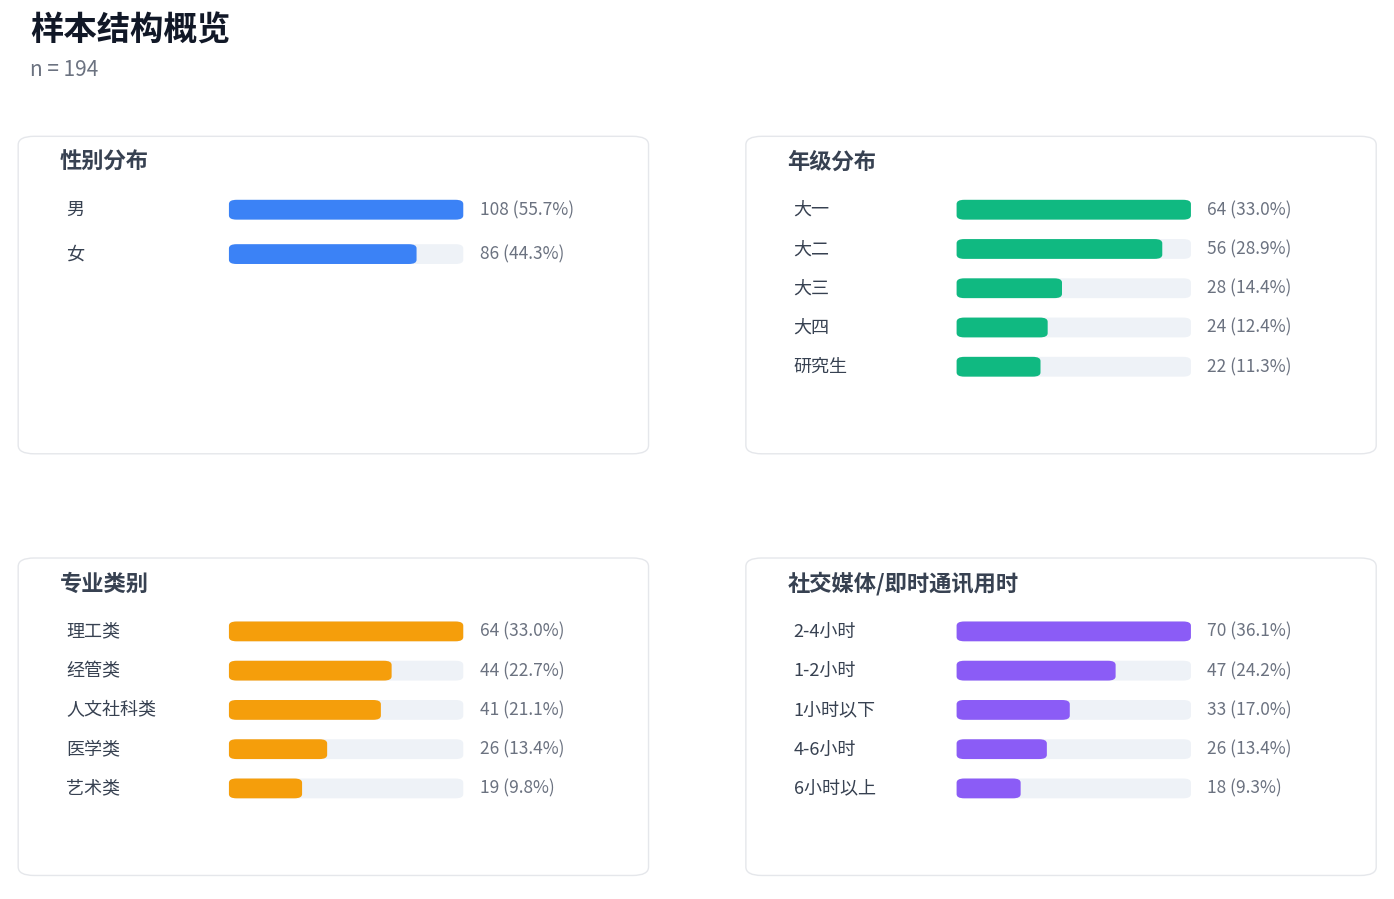 样本结构概览
n = 194
性别分布
男 108 (55.7%)
女 86 (44.3%)
年级分布
大一 64 (33.0%)
大二 56 (28.9%)
大三 28 (14.4%)
大四 24 (12.4%)
研究生 22 (11.3%)
专业类别
理工类 64 (33.0%)
经管类 44 (22.7%)
人文社科类 41 (21.1%)
医学类 26 (13.4%)
艺术类 19 (9.8%)
社交媒体/即时通讯用时
2-4小时 70 (36.1%)
1-2小时 47 (24.2%)
1小时以下 33 (17.0%)
4-6小时 26 (13.4%)
6小时以上 18 (9.3%)